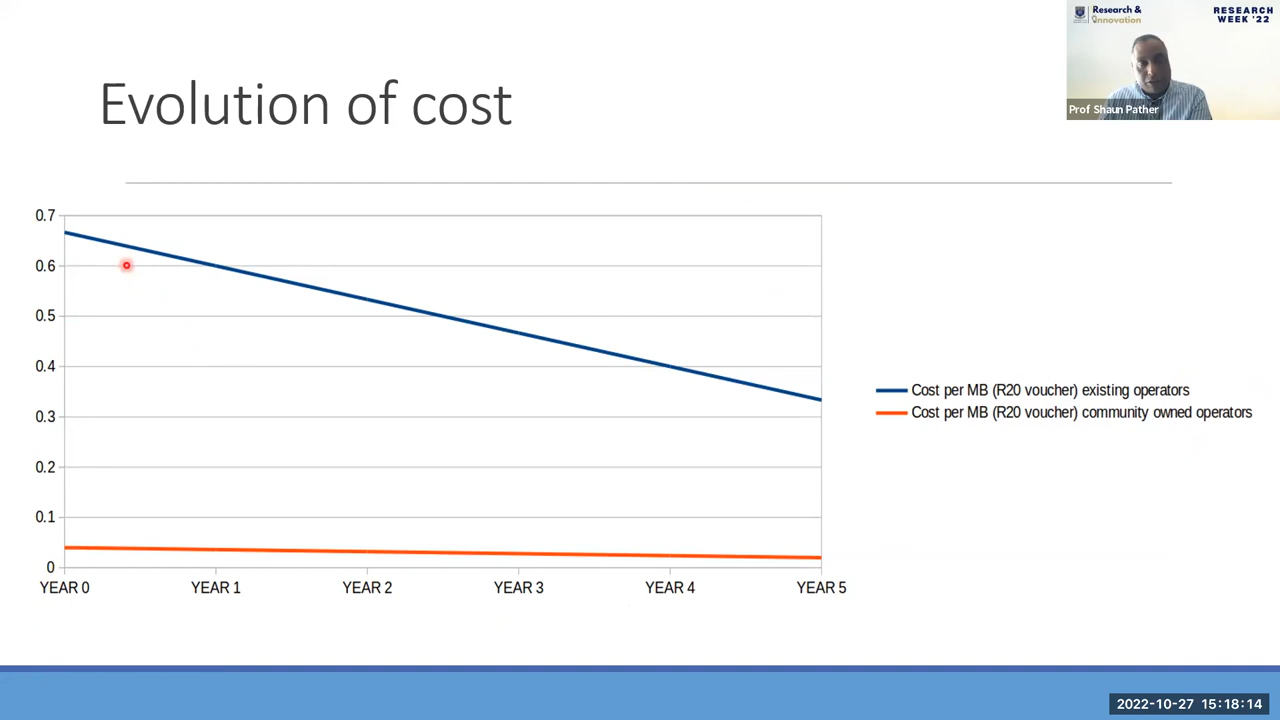 Research &
Innovation
RESEARCH
WEEK '22
Prof Shaun Pather
Evolution of cost
0.7
0.6
0.5
0.4
0.3
0.2
0.1
0
YEAR 0 YEAR 1 YEAR 2 YEAR 3 YEAR 4 YEAR 5
Cost per MB (R20 voucher) existing operators
Cost per MB (R20 voucher) community owned operators
2022-10-27 15:18:14